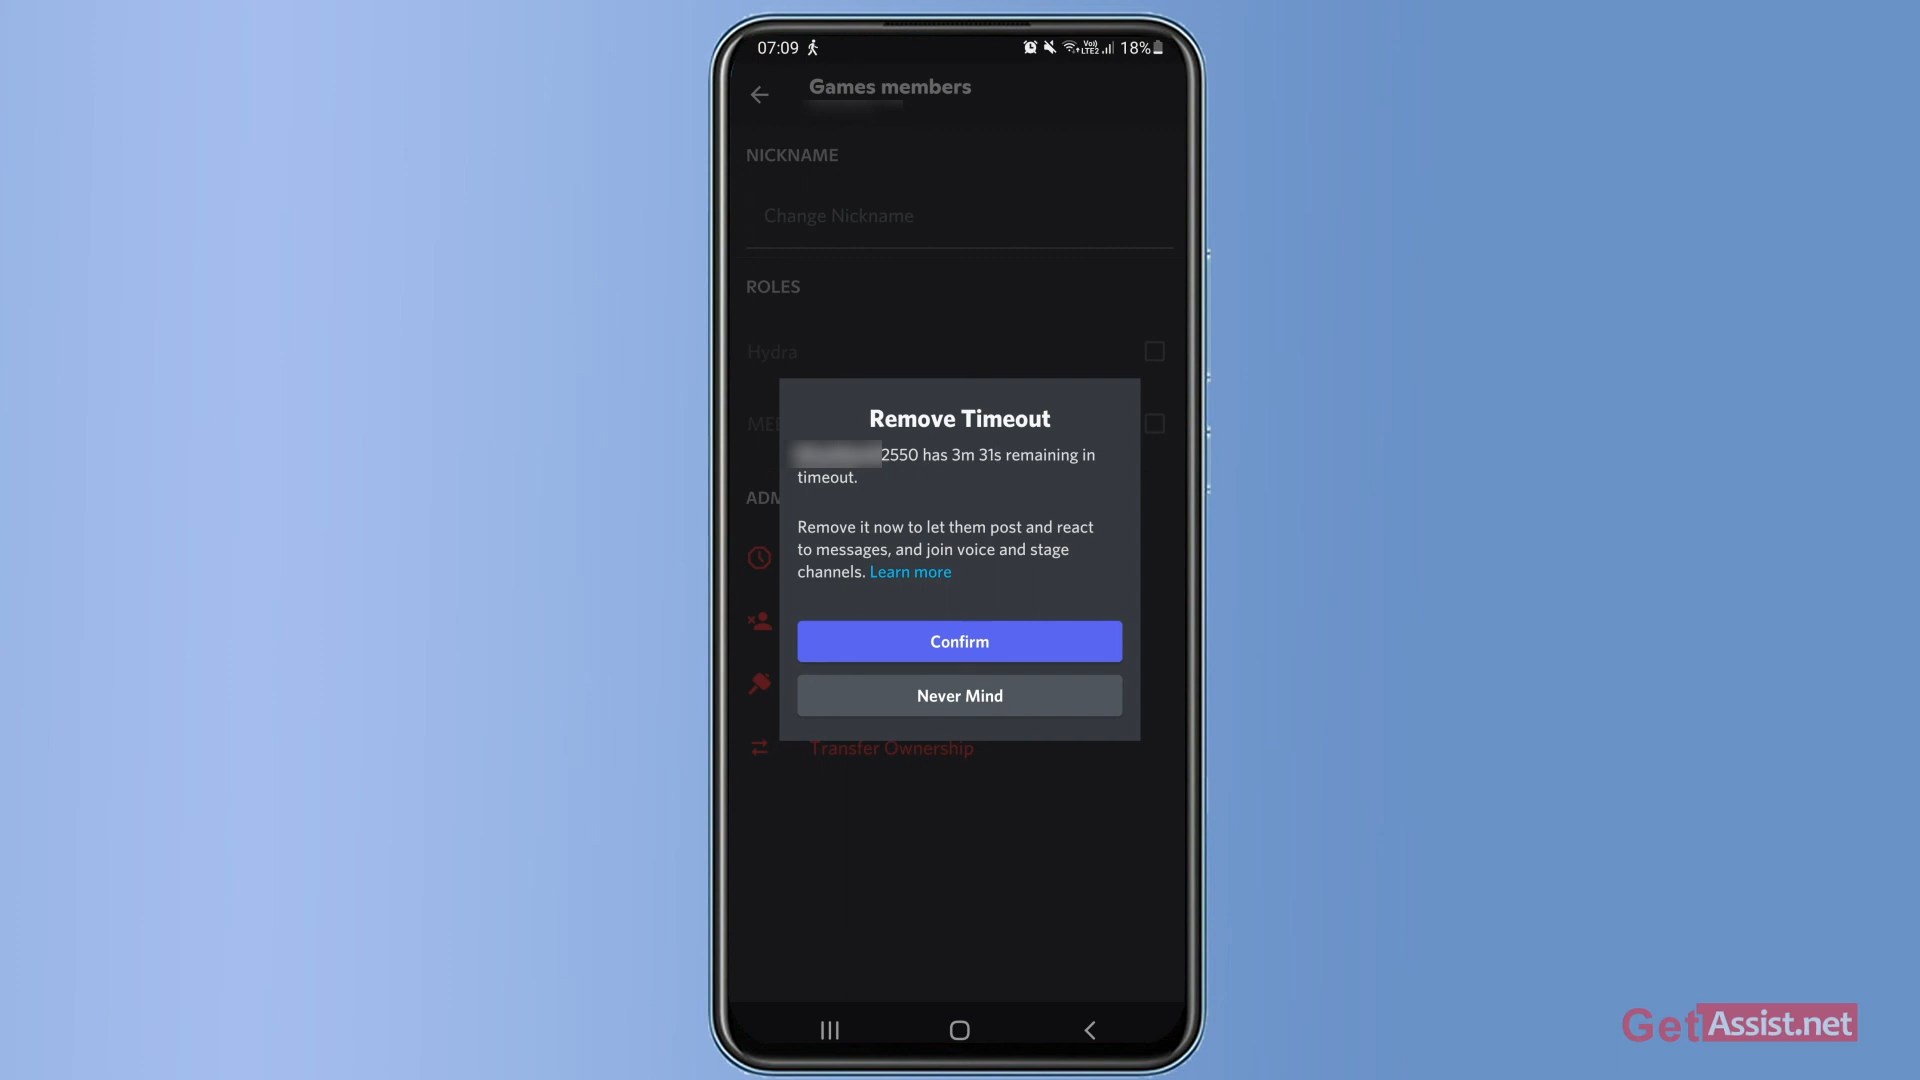 07:09
Vo)) LTE2 18%
Games members
NICKNAME
Change Nickname
ROLES
Hydra
Remove Timeout
2550 has 3m 31s remaining in
timeout.
Remove it now to let them post and react
to messages, and join voice and stage
channels. Learn more
Confirm
Never Mind
Transfer Ownership
GetAssist.net